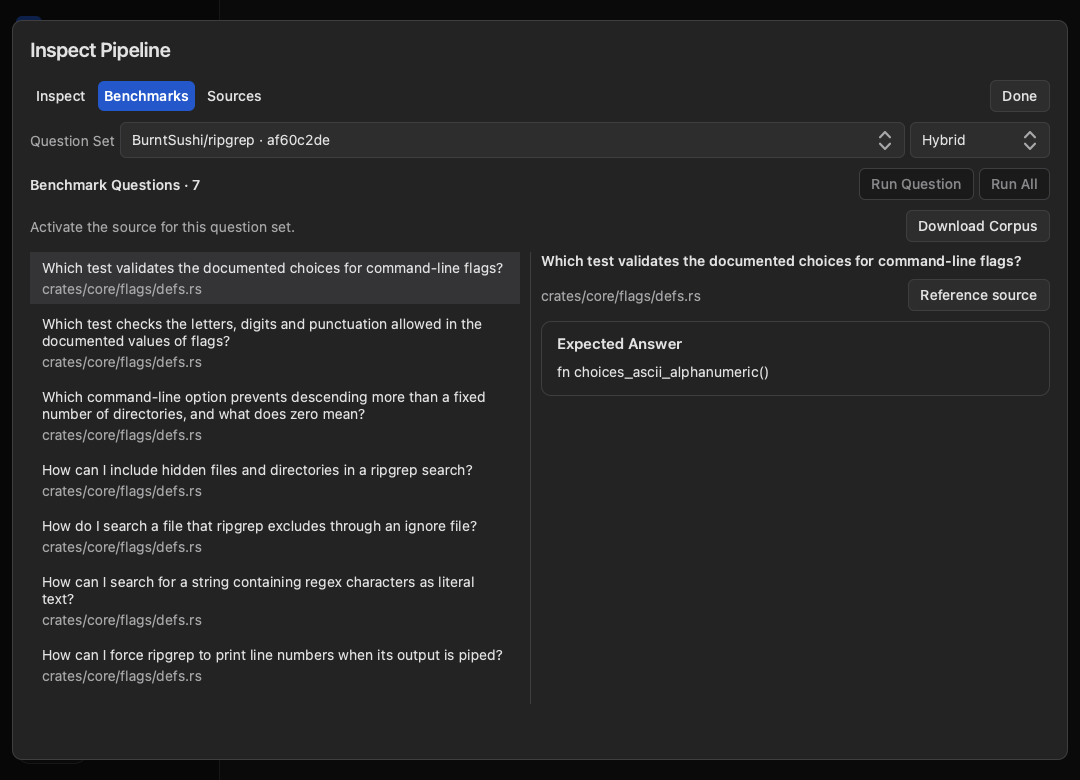 Inspect Pipeline
Inspect
Benchmarks
Sources
Done
Question Set
BurntSushi/ripgrep · af60c2de
Hybrid
Benchmark Questions · 7
Run Question
Run All
Activate the source for this question set.
Download Corpus
Which test validates the documented choices for command-line flags?
crates/core/flags/defs.rs
Which test checks the letters, digits and punctuation allowed in the
documented values of flags?
crates/core/flags/defs.rs
Which command-line option prevents descending more than a fixed
number of directories, and what does zero mean?
crates/core/flags/defs.rs
How can I include hidden files and directories in a ripgrep search?
crates/core/flags/defs.rs
How do I search a file that ripgrep excludes through an ignore file?
crates/core/flags/defs.rs
How can I search for a string containing regex characters as literal
text?
crates/core/flags/defs.rs
How can I force ripgrep to print line numbers when its output is piped?
crates/core/flags/defs.rs
Which test validates the documented choices for command-line flags?
crates/core/flags/defs.rs
Reference source
Expected Answer
fn choices_ascii_alphanumeric()